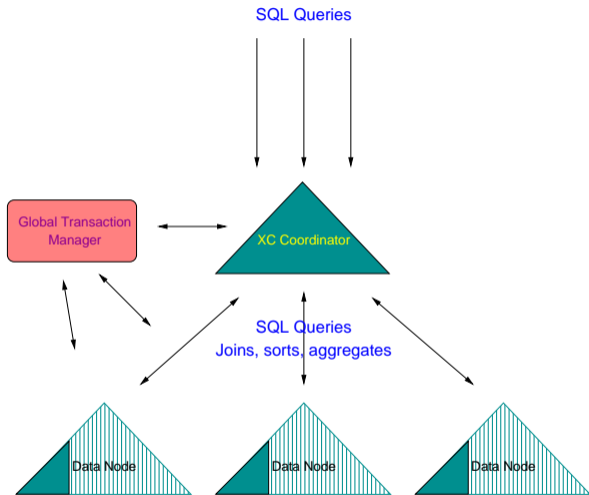 SQL Queries
Global Transaction
Manager
XC Coordinator
SQL Queries
Joins, sorts, aggregates
Data Node
Data Node
Data Node